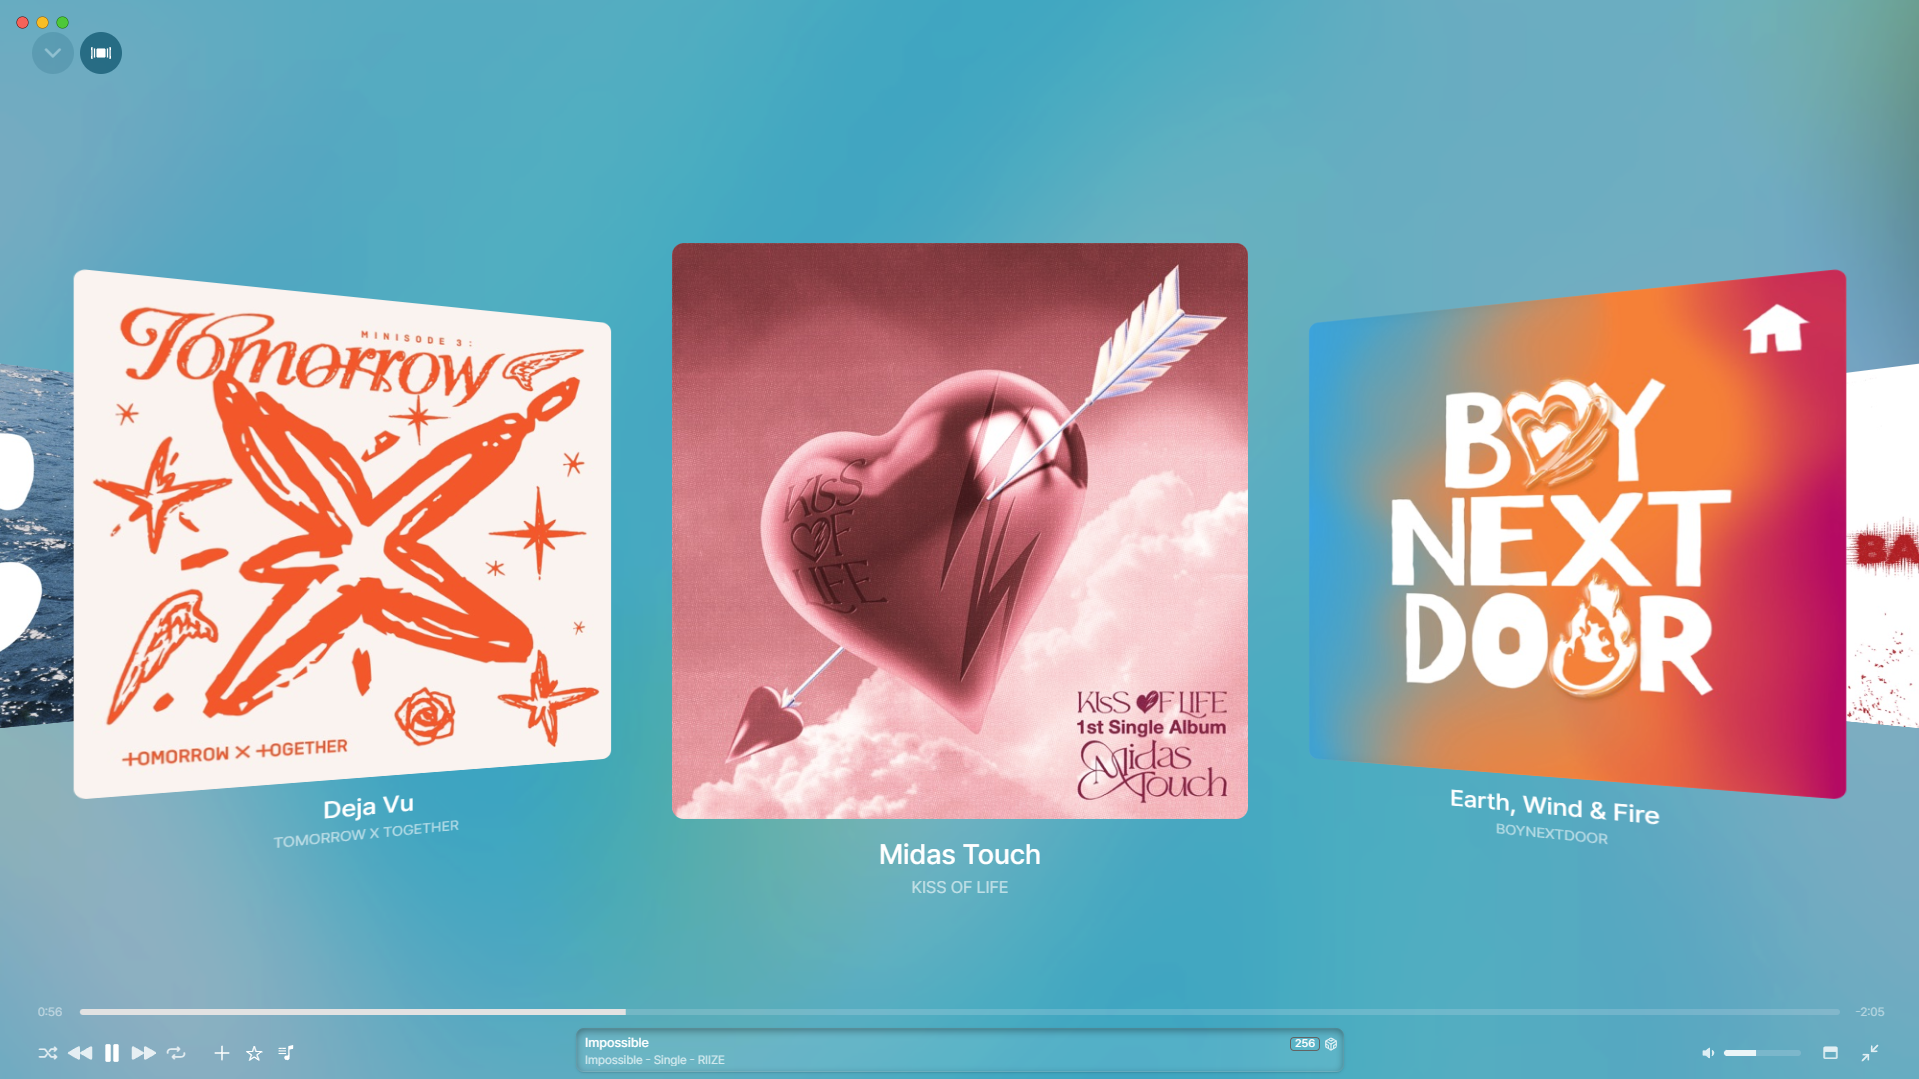 MINISODE 3:
Tomorrow
TOMORROW X TOGETHER
Deja Vu
TOMORROW X TOGETHER
KISS
OF
LIFE
KISS OF LIFE
1st Single Album
Midas
Touch
Midas Touch
KISS OF LIFE
BOY
NEXT
DOOR
Earth, Wind & Fire
BOYNEXTDOOR
BA
0:56
-2:05
Impossible
256
Impossible – Single – RIIZE